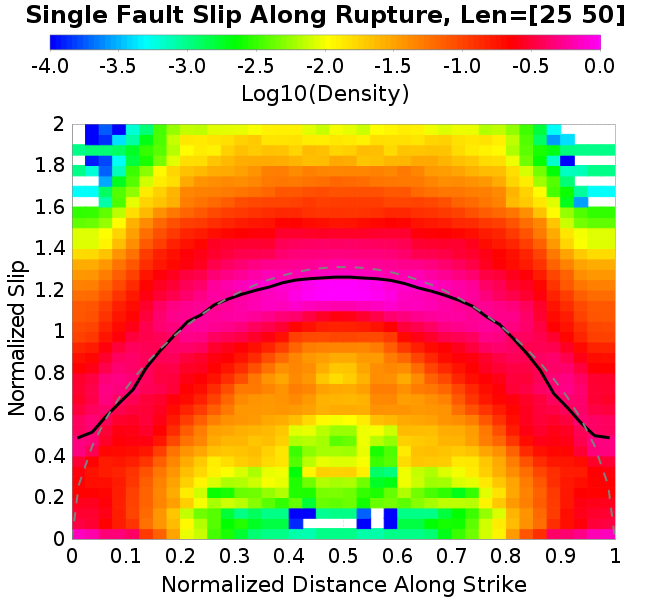 Single Fault Slip Along Rupture, Len=[25 50]
-4.0 -3.5 -3.0 -2.5 -2.0 -1.5 -1.0 -0.5 0.0
Log10(Density)
2
1.8
1.6
1.4
1.2
1
0.8
0.6
0.4
0.2
0
Normalized Slip
0 0.1 0.2 0.3 0.4 0.5 0.6 0.7 0.8 0.9 1
Normalized Distance Along Strike